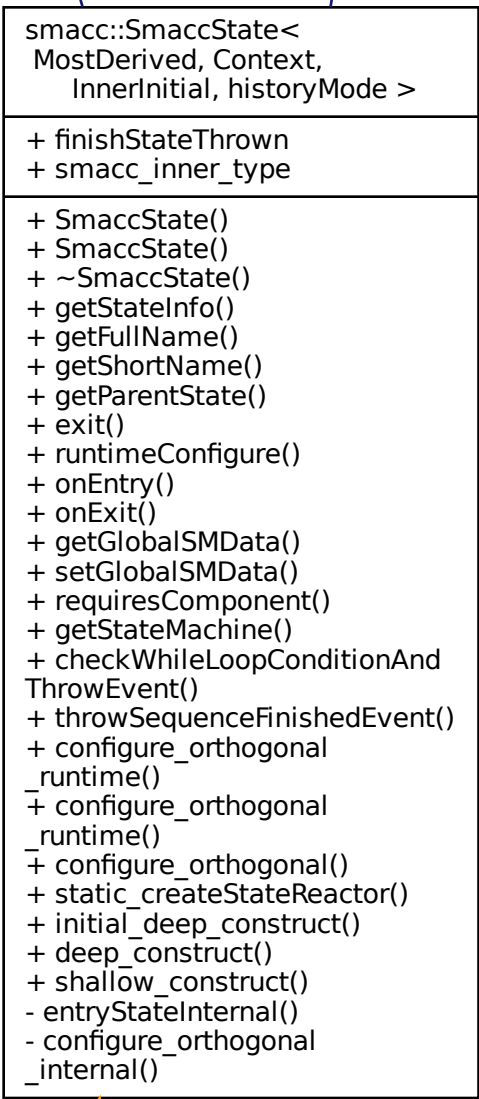 smacc::SmaccState<
MostDerived, Context,
InnerInitial, historyMode >
+ finishStateThrown
+ smacc_inner_type
+ SmaccState()
+ SmaccState()
+ ~SmaccState()
+ getStateInfo()
+ getFullName()
+ getShortName()
+ getParentState()
+ exit()
+ runtimeConfigure()
+ onEntry()
+ onExit()
+ getGlobalSMData()
+ setGlobalSMData()
+ requiresComponent()
+ getStateMachine()
+ checkWhileLoopConditionAnd
ThrowEvent()
+ throwSequenceFinishedEvent()
+ configure_orthogonal
_runtime()
+ configure_orthogonal
_runtime()
+ configure_orthogonal()
+ static_createStateReactor()
+ initial_deep_construct()
+ deep_construct()
+ shallow_construct()
- entryStateInternal()
- configure_orthogonal
_internal()